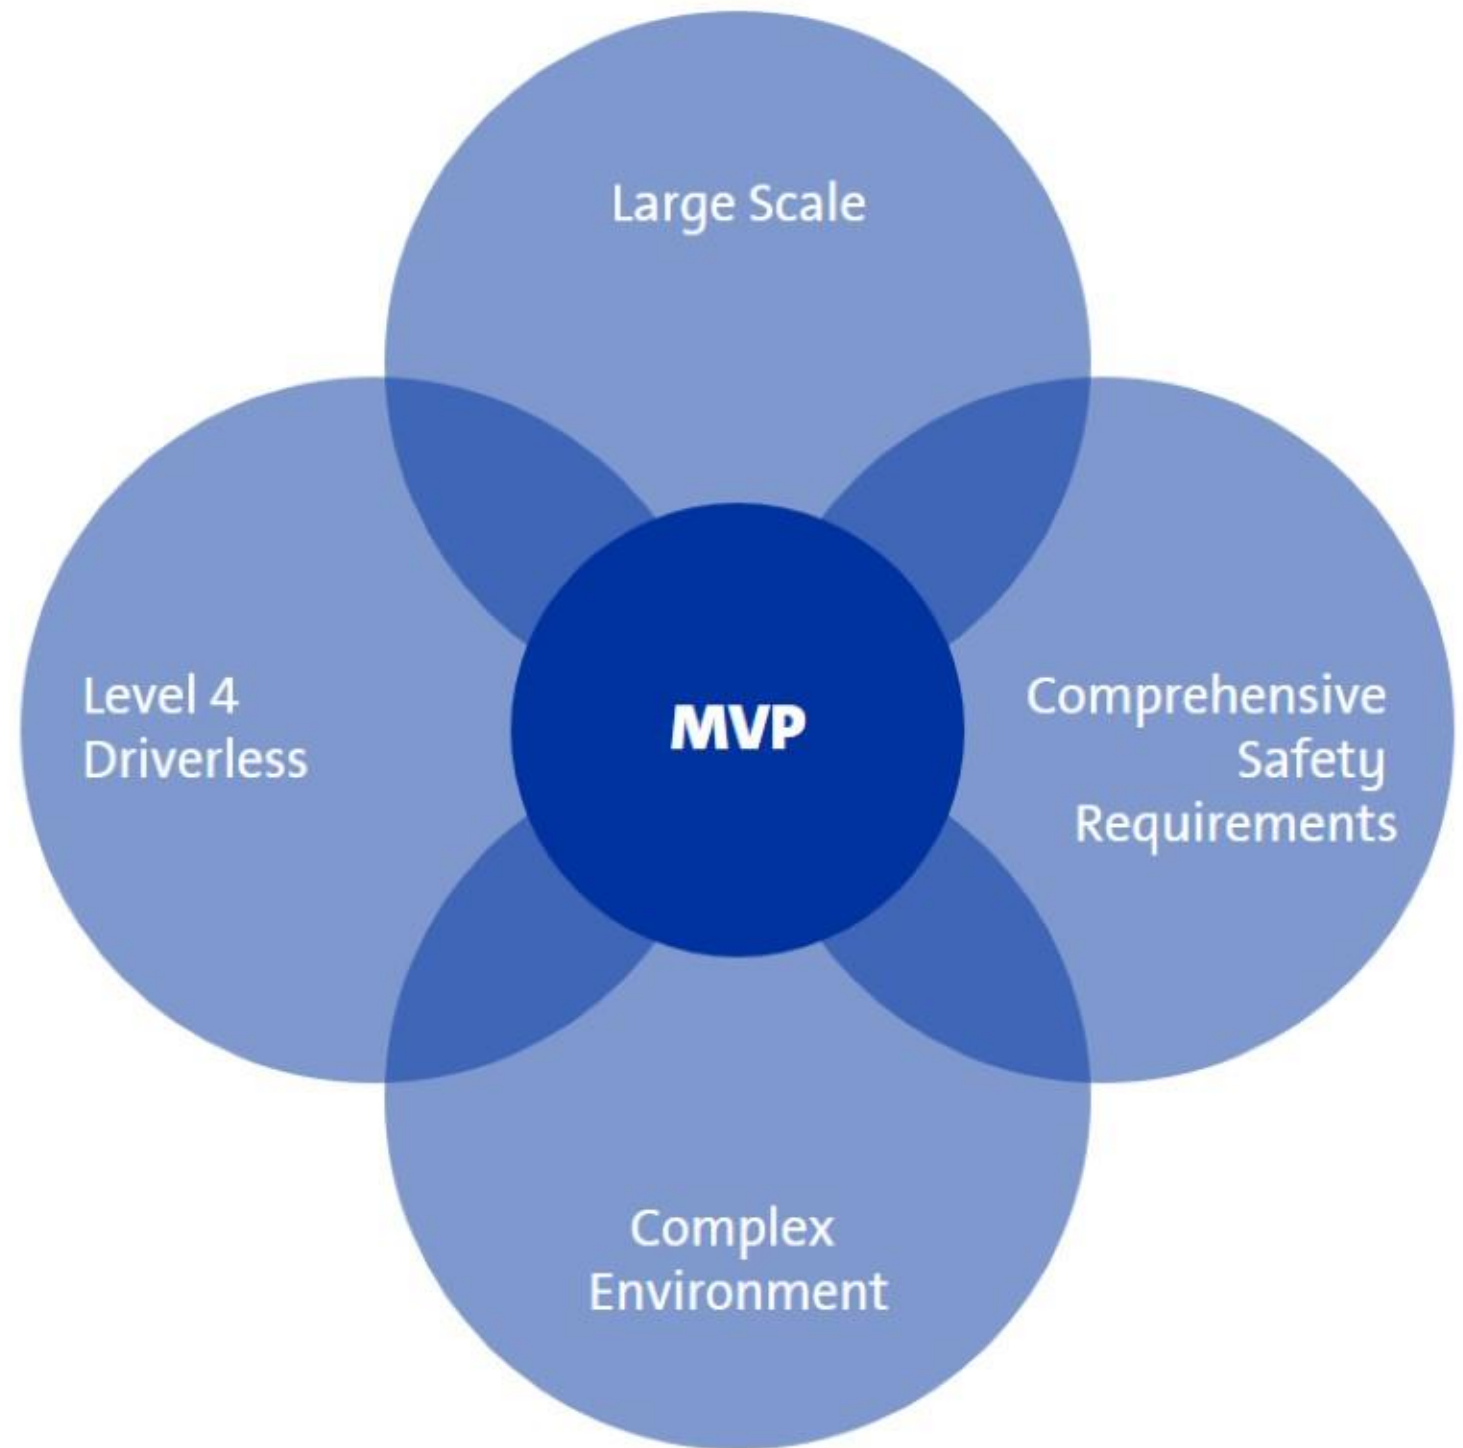 Large Scale
Level 4
Driverless
MVP
Comprehensive
Safety
Requirements
Complex
Environment